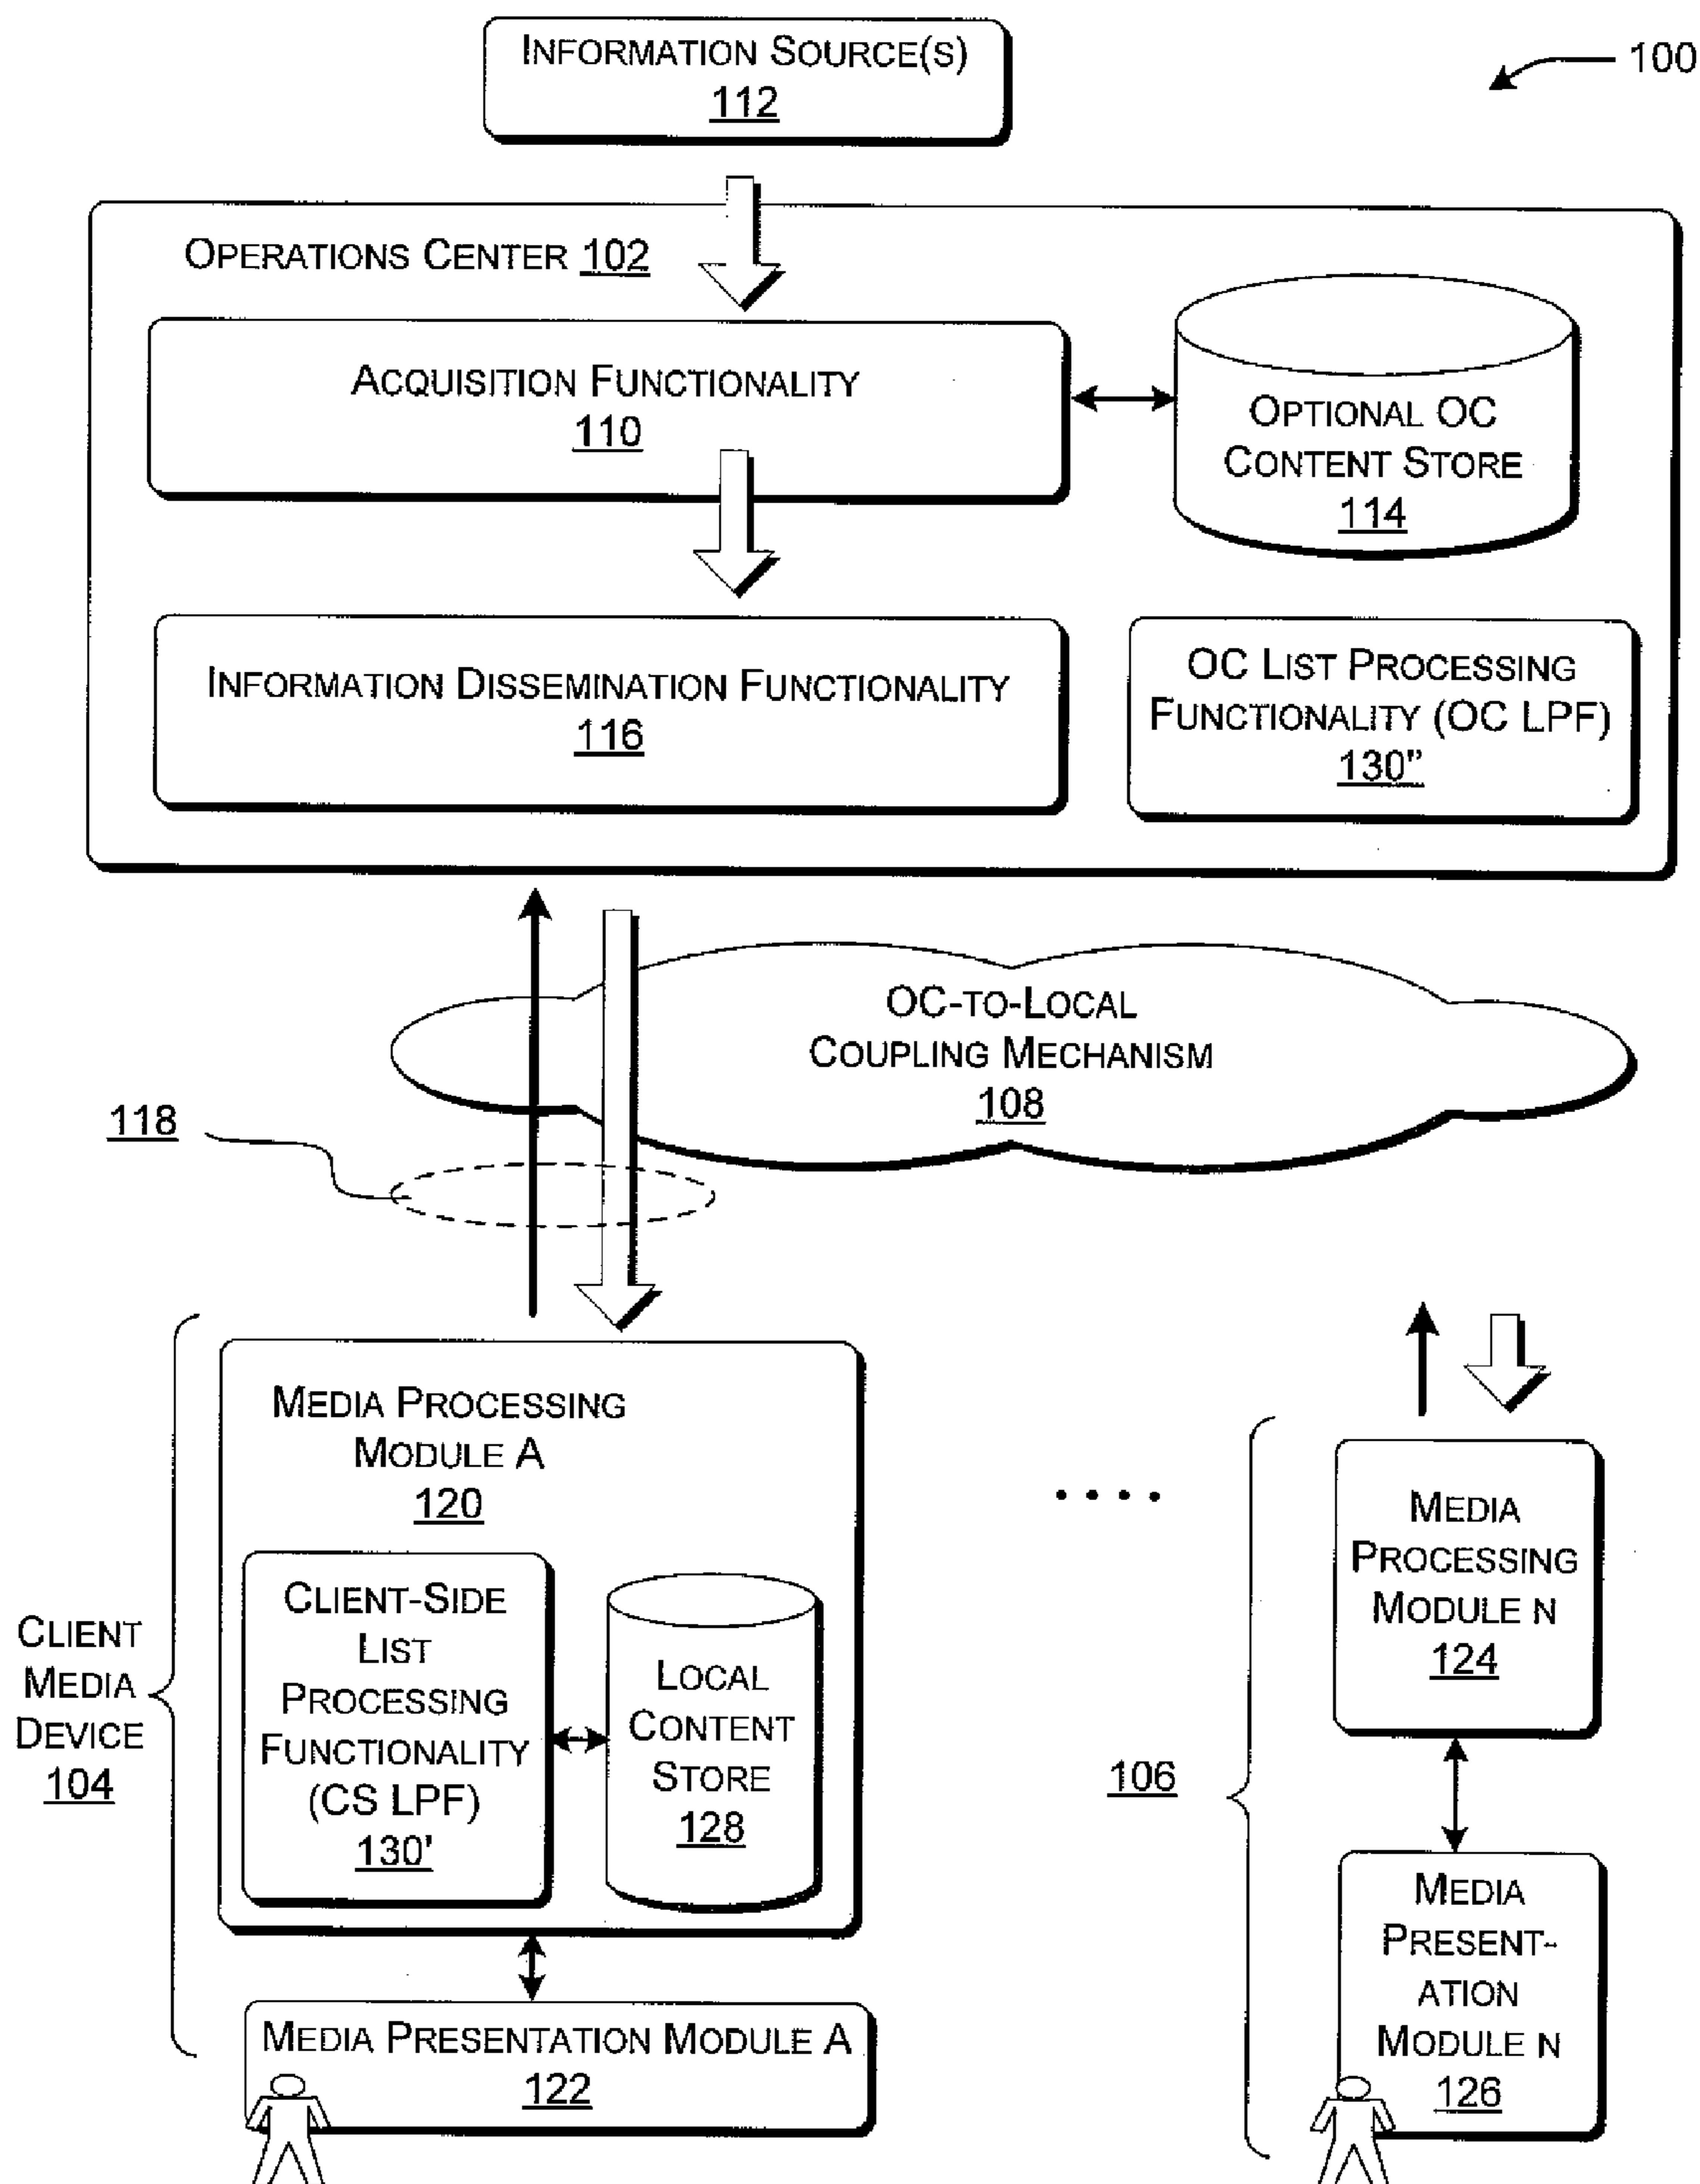 INFORMATION SOURCE(S)
112
100
OPERATIONS CENTER 102
ACQUISITION FUNCTIONALITY
110
OPTIONAL OC
CONTENT STORE
114
INFORMATION DISSEMINATION FUNCTIONALITY
116
OC LIST PROCESSING
FUNCTIONALITY (OC LPF)
130"
OC-TO-LOCAL
COUPLING MECHANISM
108
118
MEDIA PROCESSING
MODULE A
120
CLIENT-SIDE
LIST
PROCESSING
FUNCTIONALITY
(CS LPF)
130'
LOCAL
CONTENT
STORE
128
CLIENT
MEDIA
DEVICE
104
MEDIA PRESENTATION MODULE A
122
106
MEDIA
PROCESSING
MODULE N
124
MEDIA
PRESENT-
ATION
MODULE N
126